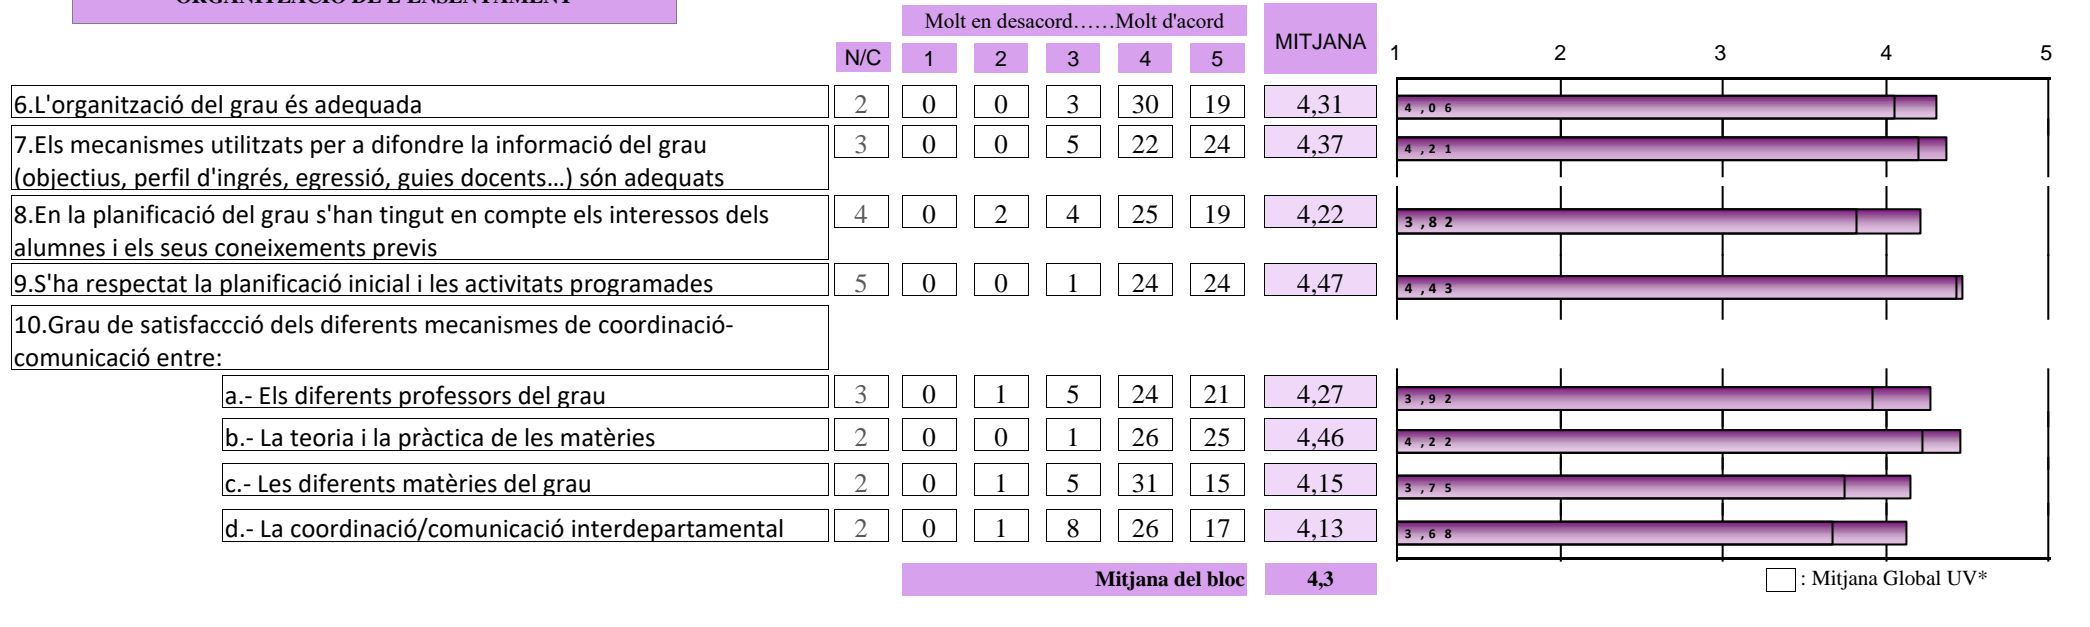 ORGANITZACIÓ DE L'ENSENYAMENT
Molt en desacord......Molt d'acord
MITJANA
N/C 1 2 3 4 5
1 2 3 4 5
6.L'organització del grau és adequada 2 0 0 3 30 19 4,31 4,06
7.Els mecanismes utilitzats per a difondre la informació del grau 3 0 0 5 22 24 4,37 4,21
(objectius, perfil d'ingrés, egressió, guies docents...) són adequats
8.En la planificació del grau s'han tingut en compte els interessos dels 4 0 2 4 25 19 4,22 3,82
alumnes i els seus coneixements previs
9.S'ha respectat la planificació inicial i les activitats programades 5 0 0 1 24 24 4,47 4,43
10.Grau de satisfaccció dels diferents mecanismes de coordinació-
comunicació entre:
a.- Els diferents professors del grau 3 0 1 5 24 21 4,27 3,92
b.- La teoria i la pràctica de les matèries 2 0 0 1 26 25 4,46 4,22
c.- Les diferents matèries del grau 2 0 1 5 31 15 4,15 3,75
d.- La coordinació/comunicació interdepartamental 2 0 1 8 26 17 4,13 3,68
Mitjana del bloc 4,3
: Mitjana Global UV*